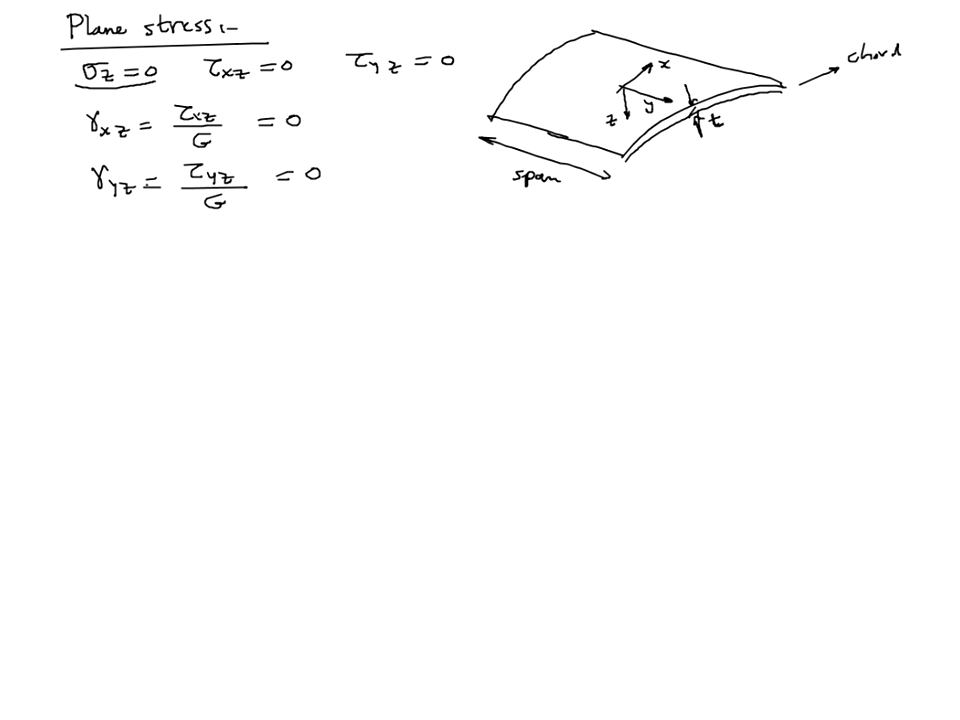 Plane stress:-
σz = 0 τxz = 0 τyz = 0
γxz = τxz/G = 0
γyz = τyz/G = 0
chord
x
y
z
t
span